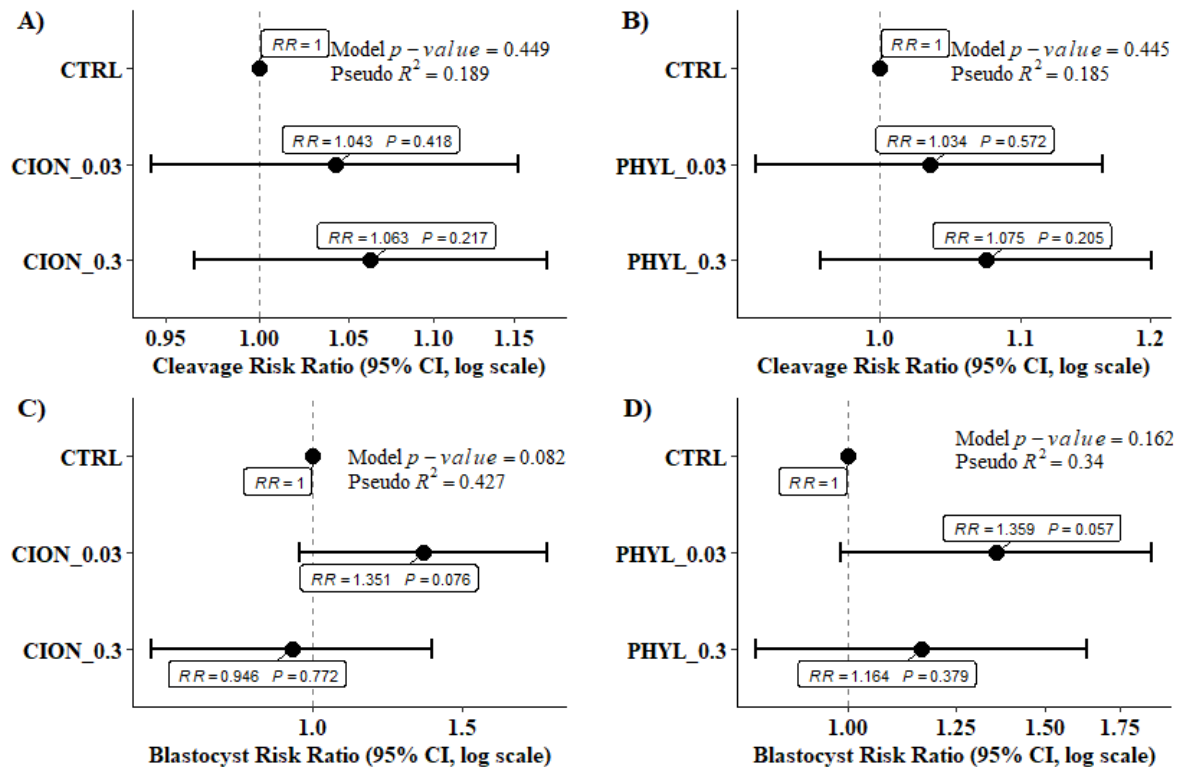 A)
RR = 1
Model p − value = 0.449
Pseudo R² = 0.189
CTRL
RR = 1.043 P = 0.418
CION_0.03
RR = 1.063 P = 0.217
CION_0.3
0.95 1.00 1.05 1.10 1.15
Cleavage Risk Ratio (95% CI, log scale)
B)
RR = 1
Model p − value = 0.445
Pseudo R² = 0.185
CTRL
RR = 1.034 P = 0.572
PHYL_0.03
RR = 1.075 P = 0.205
PHYL_0.3
1.0 1.1 1.2
Cleavage Risk Ratio (95% CI, log scale)
C)
CTRL
Model p − value = 0.082
Pseudo R² = 0.427
RR = 1
CION_0.03
RR = 1.351 P = 0.076
CION_0.3
RR = 0.946 P = 0.772
1.0 1.5
Blastocyst Risk Ratio (95% CI, log scale)
D)
Model p − value = 0.162
Pseudo R² = 0.34
CTRL
RR = 1
RR = 1.359 P = 0.057
PHYL_0.03
PHYL_0.3
RR = 1.164 P = 0.379
1.00 1.25 1.50 1.75
Blastocyst Risk Ratio (95% CI, log scale)